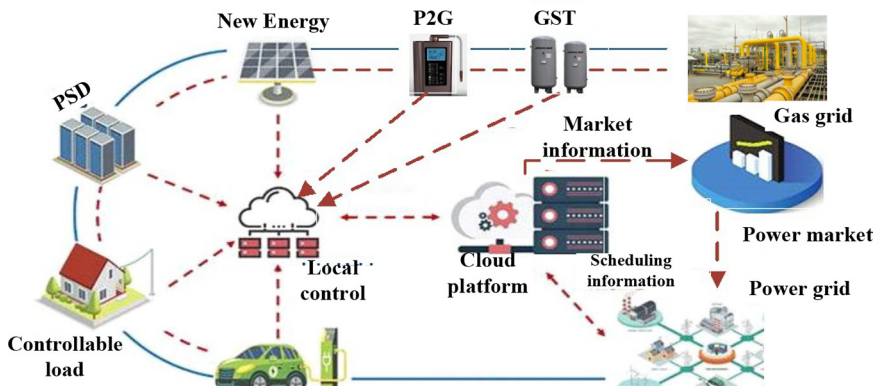 New Energy
P2G
GST
PSD
Gas grid
Market
information
Power market
Local
control
Cloud
platform
Scheduling
information
Power grid
Controllable
load